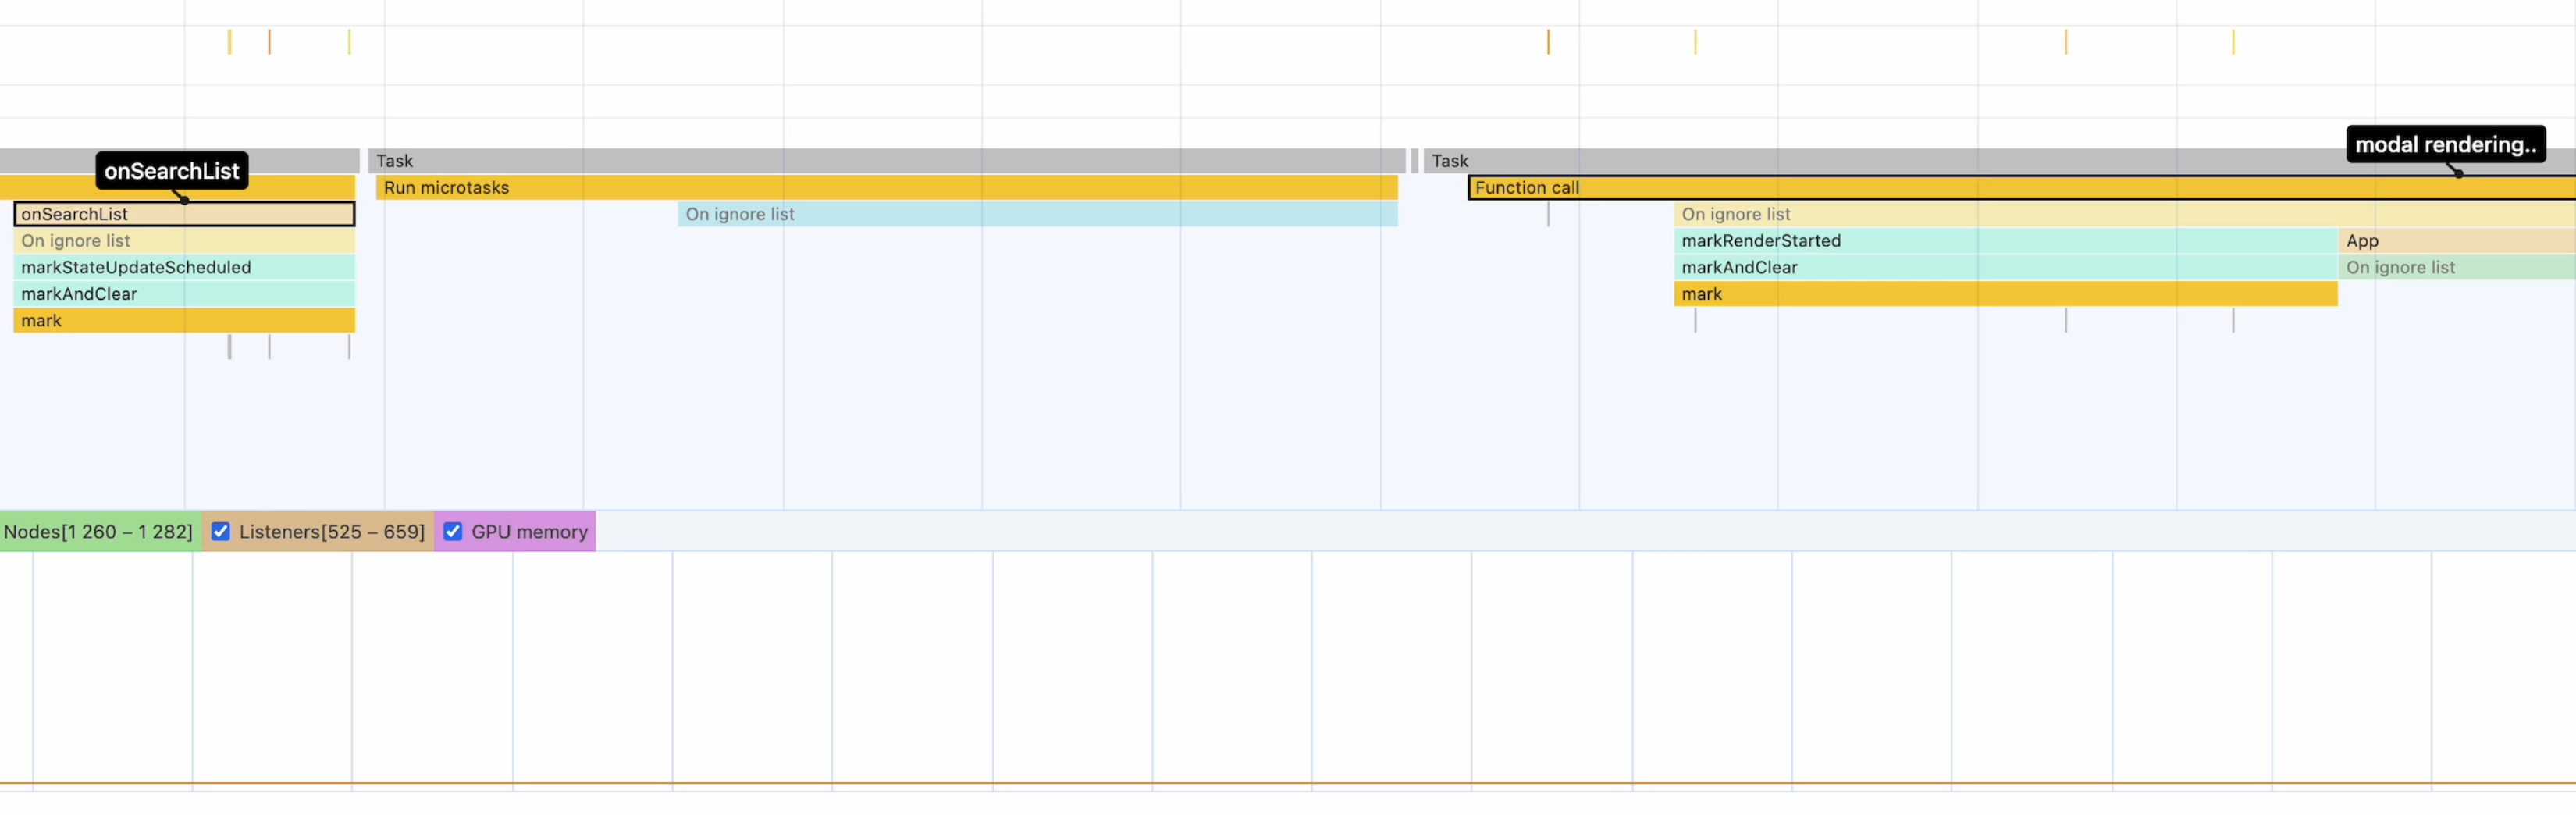 modal rendering..
Task
Task
onSearchList
Run microtasks
Function call
onSearchList
On ignore list
On ignore list
On ignore list
markRenderStarted
App
markStateUpdateScheduled
markAndClear
On ignore list
markAndClear
mark
mark
Nodes[1 260 – 1 282]
Listeners[525 – 659]
GPU memory